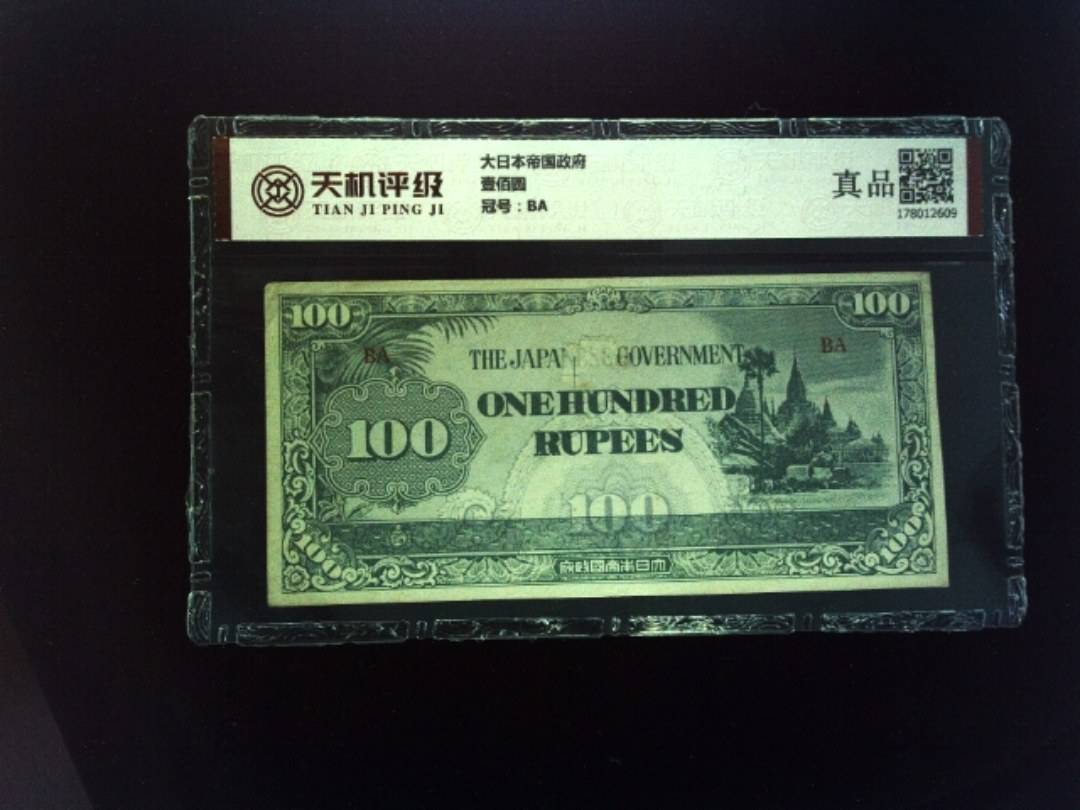 天机评级
TIAN JI PING JI
大日本帝国政府
壹佰圆
冠号：BA
真品
178012609
100
100
BA
BA
THE JAPANESE GOVERNMENT
ONE HUNDRED
RUPEES
100
100
100
100
府政國帝本日大